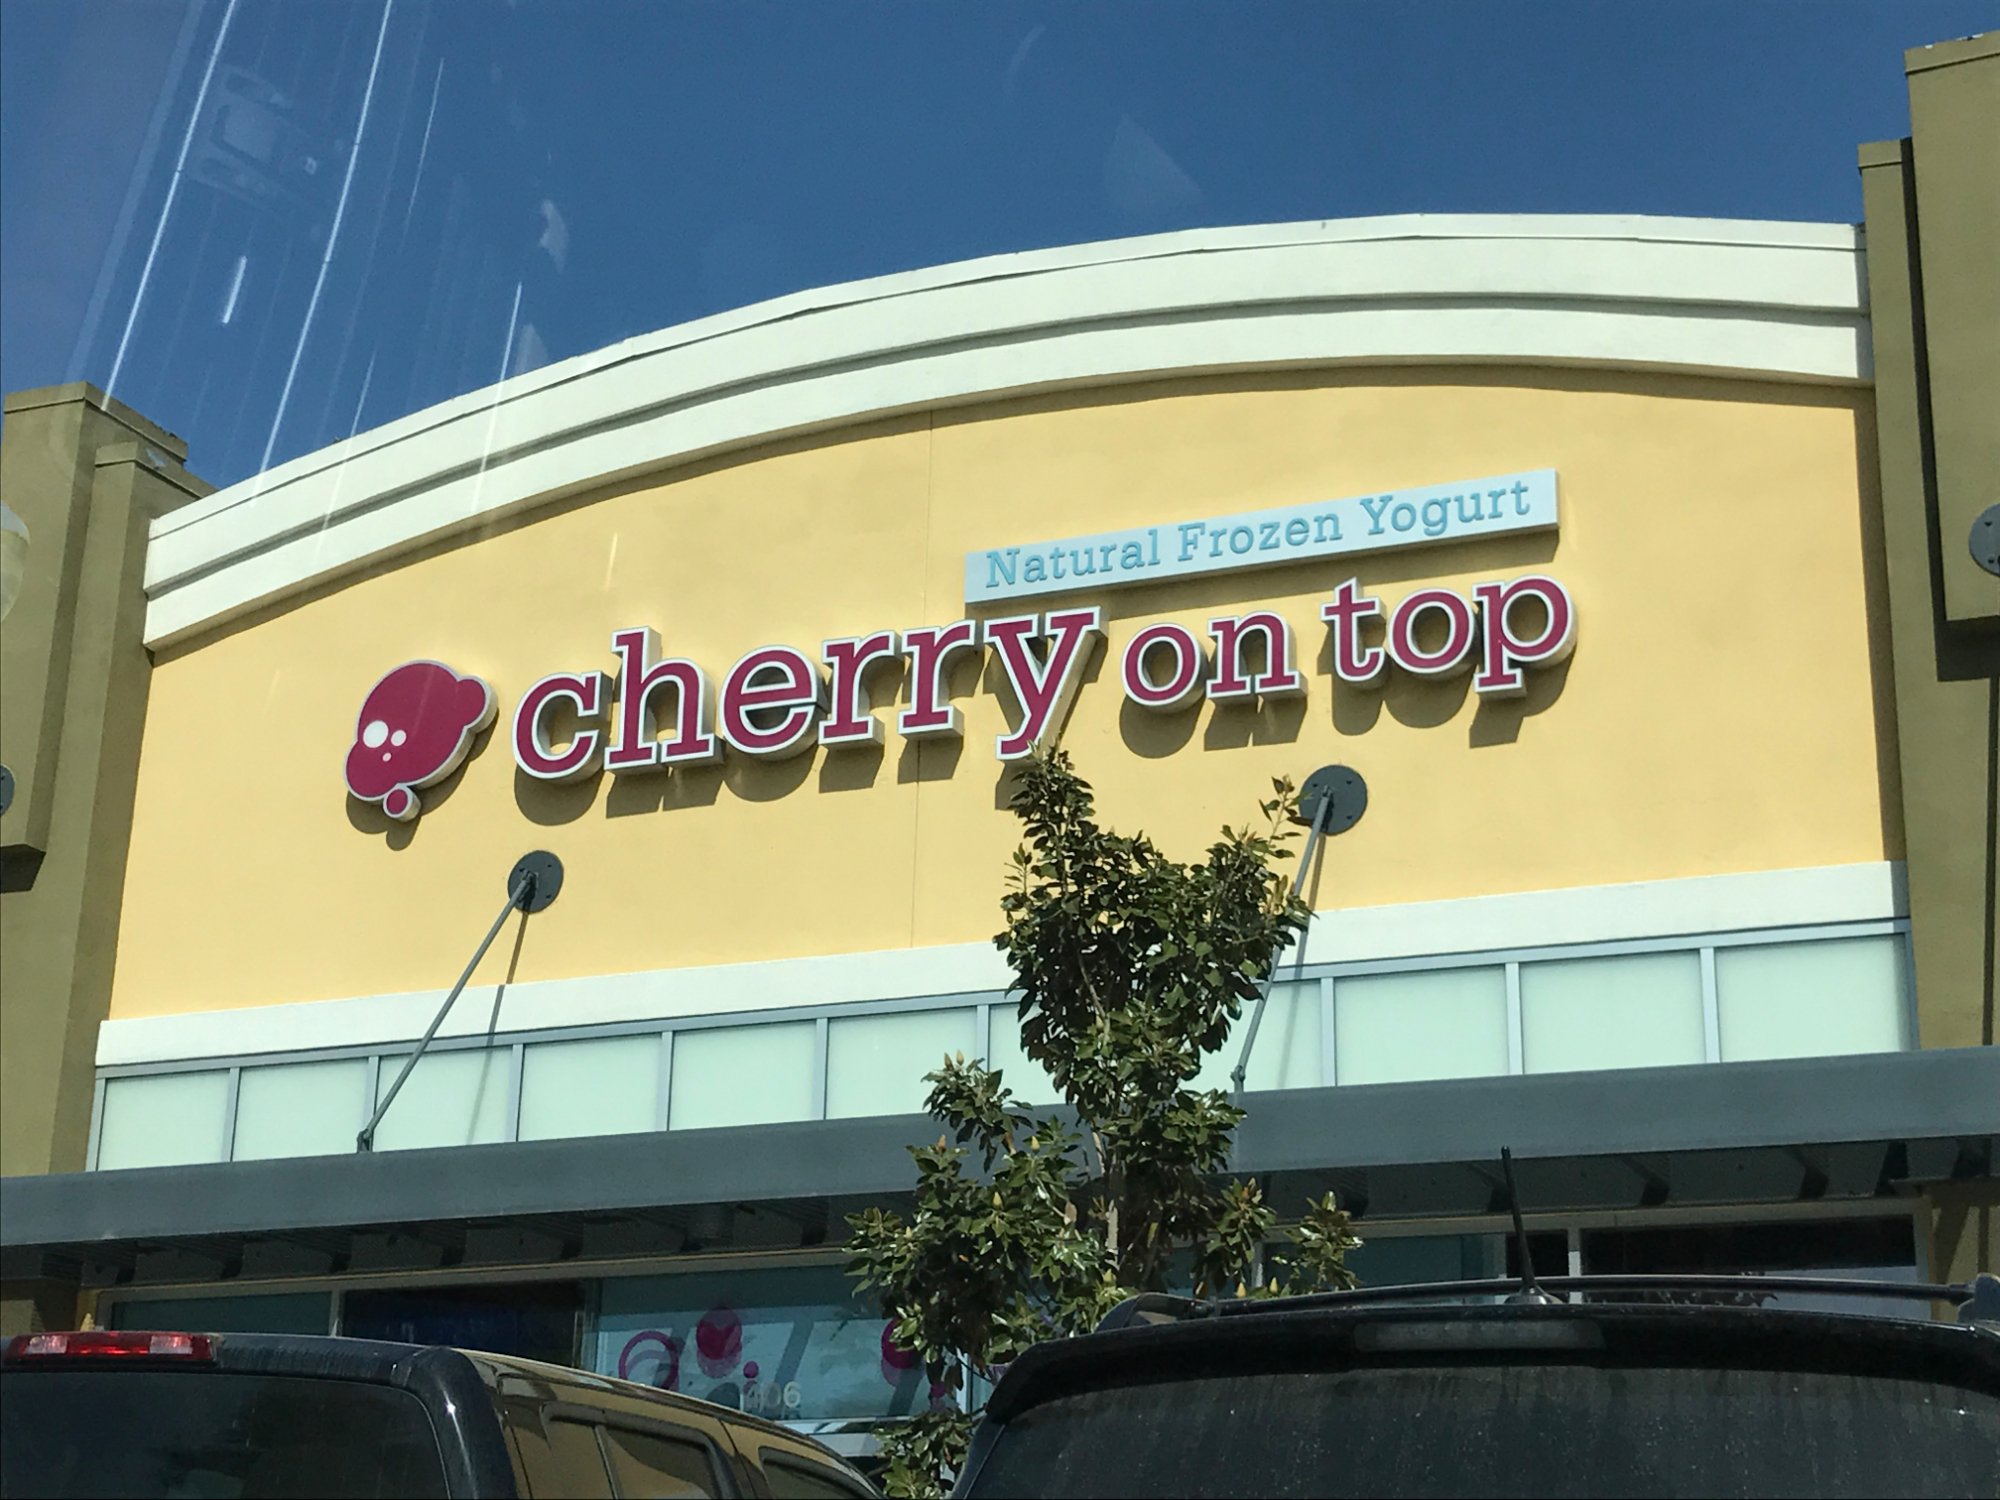 Natural Frozen Yogurt
cherry on top